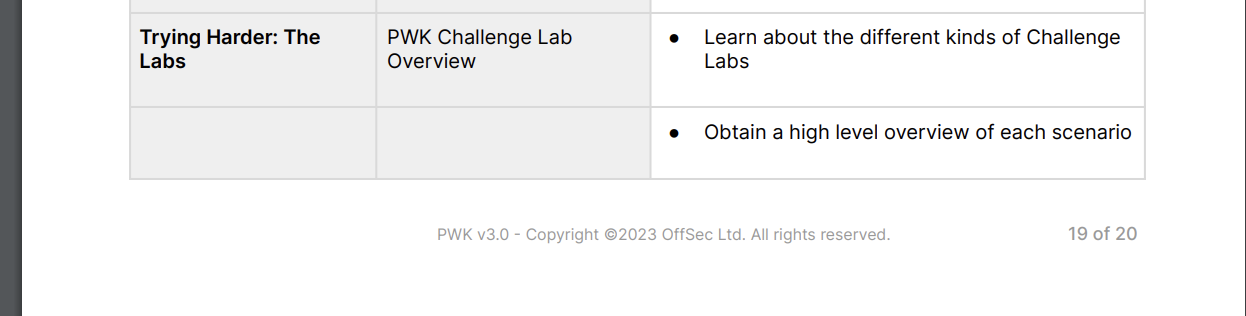 Trying Harder: The
Labs
PWK Challenge Lab
Overview
● Learn about the different kinds of Challenge
Labs
● Obtain a high level overview of each scenario
PWK v3.0 - Copyright ©2023 OffSec Ltd. All rights reserved.
19 of 20